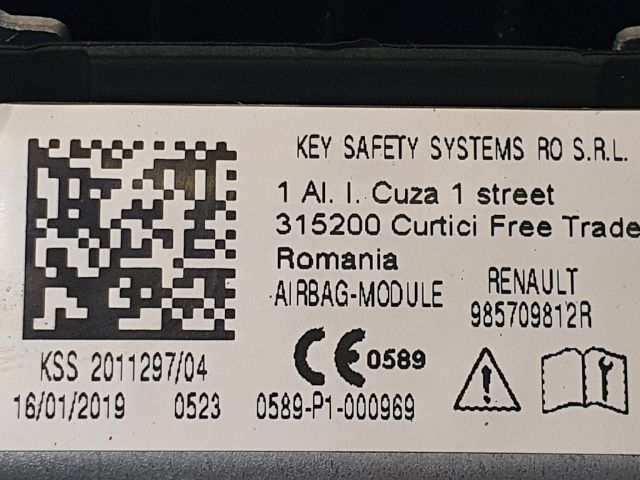 KEY SAFETY SYSTEMS RO S.R.L.
1 Al. I. Cuza 1 street
315200 Curtici Free Trade
Romania
AIRBAG-MODULE
RENAULT
985709812R
KSS 2011297/04
CE 0589
16/01/2019 0523 0589-P1-000969